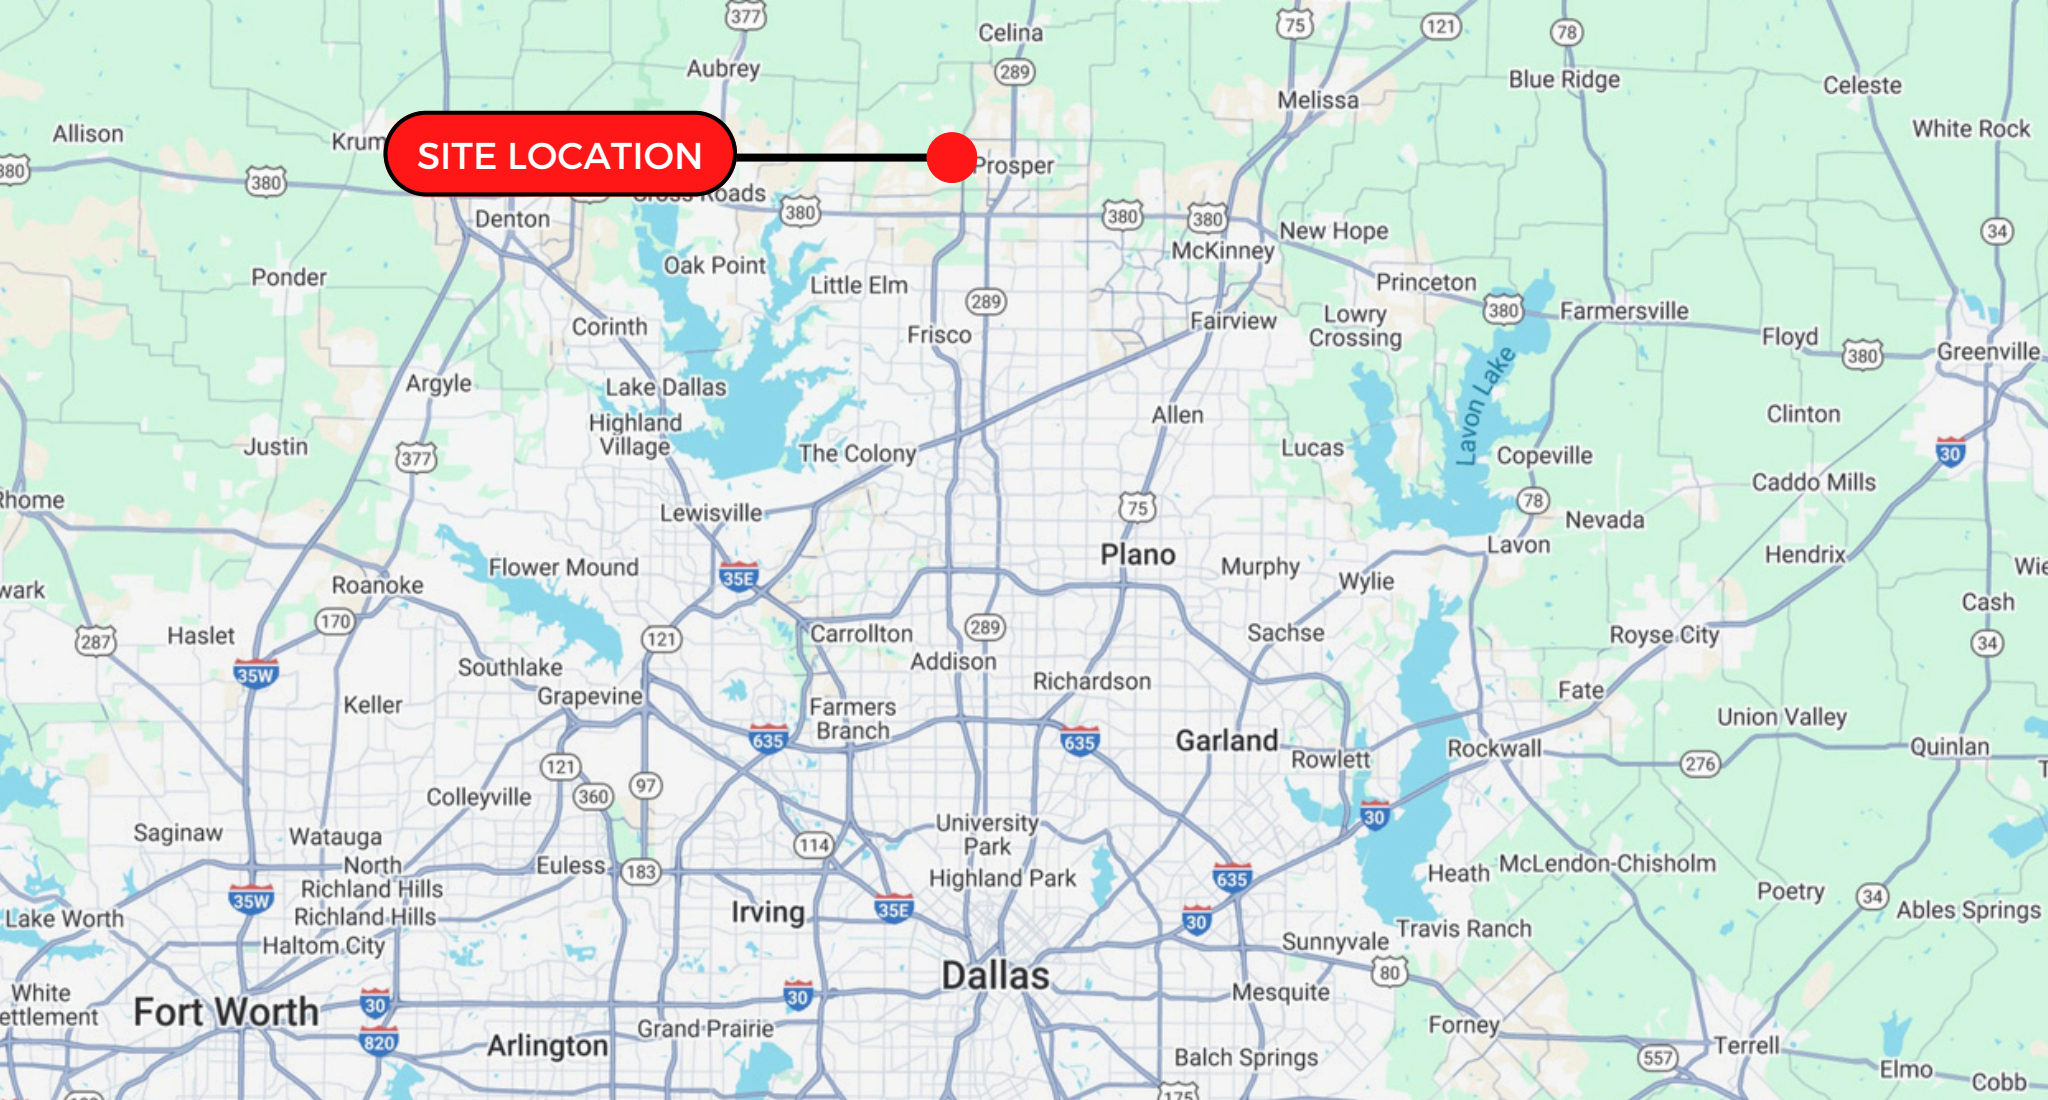 377
Celina
75
121
78
Aubrey
289
Blue Ridge
Celeste
Melissa
Allison
Krum
White Rock
SITE LOCATION
Prosper
380
380
Cross Roads
380
380
380
Denton
New Hope
34
McKinney
Oak Point
Ponder
Little Elm
Princeton
289
380
Farmersville
Corinth
Frisco
Fairview
Lowry
Crossing
Floyd
380
Greenville
Argyle
Lake Dallas
Lavon Lake
Highland
Village
Allen
Clinton
Justin
377
The Colony
Lucas
Copeville
30
Caddo Mills
Rhome
Lewisville
75
78
Nevada
Plano
Lavon
Hendrix
Flower Mound
35E
Murphy
Wylie
Wie
wark
Roanoke
Cash
287
Haslet
170
121
Carrollton
289
Sachse
Royse City
34
35W
Southlake
Addison
Richardson
Grapevine
Keller
Fate
Farmers
Branch
Union Valley
635
635
Garland
Rowlett
Rockwall
Quinlan
121
276
T
360
97
Colleyville
30
Saginaw
Watauga
University
Park
114
North
Richland Hills
Euless
183
Highland Park
635
Heath
McLendon-Chisholm
Poetry
35W
Richland Hills
Lake Worth
Irving
35E
30
34
Ables Springs
Haltom City
Sunnyvale
Travis Ranch
80
Dallas
White
ettlement
Fort Worth
30
30
Mesquite
820
Arlington
Grand Prairie
Forney
Balch Springs
557
Terrell
Elmo
Cobb
175